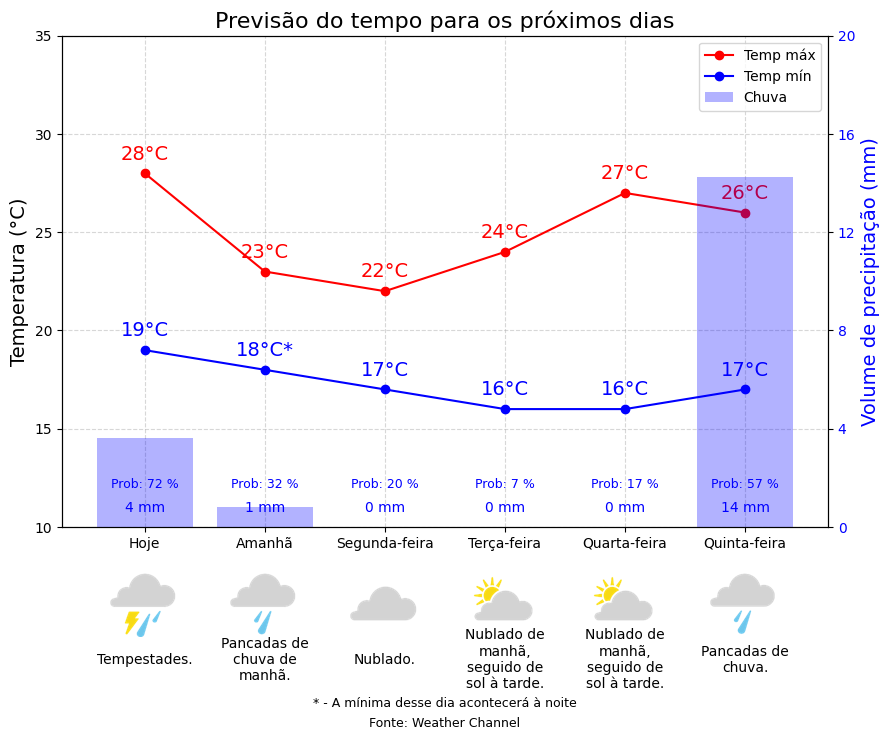 Previsão do tempo para os próximos dias
Temperatura (°C)
Volume de precipitação (mm)
35
30
25
20
15
10
20
16
12
8
4
0
Temp máx
Temp mín
Chuva
28°C
23°C
22°C
24°C
27°C
26°C
19°C
18°C*
17°C
16°C
16°C
17°C
Prob: 72 %
Prob: 32 %
Prob: 20 %
Prob: 7 %
Prob: 17 %
Prob: 57 %
4 mm
1 mm
0 mm
0 mm
0 mm
14 mm
Hoje
Amanhã
Segunda-feira
Terça-feira
Quarta-feira
Quinta-feira
Tempestades.
Pancadas de
chuva de
manhã.
Nublado.
Nublado de
manhã,
seguido de
sol à tarde.
Nublado de
manhã,
seguido de
sol à tarde.
Pancadas de
chuva.
* - A mínima desse dia acontecerá à noite
Fonte: Weather Channel